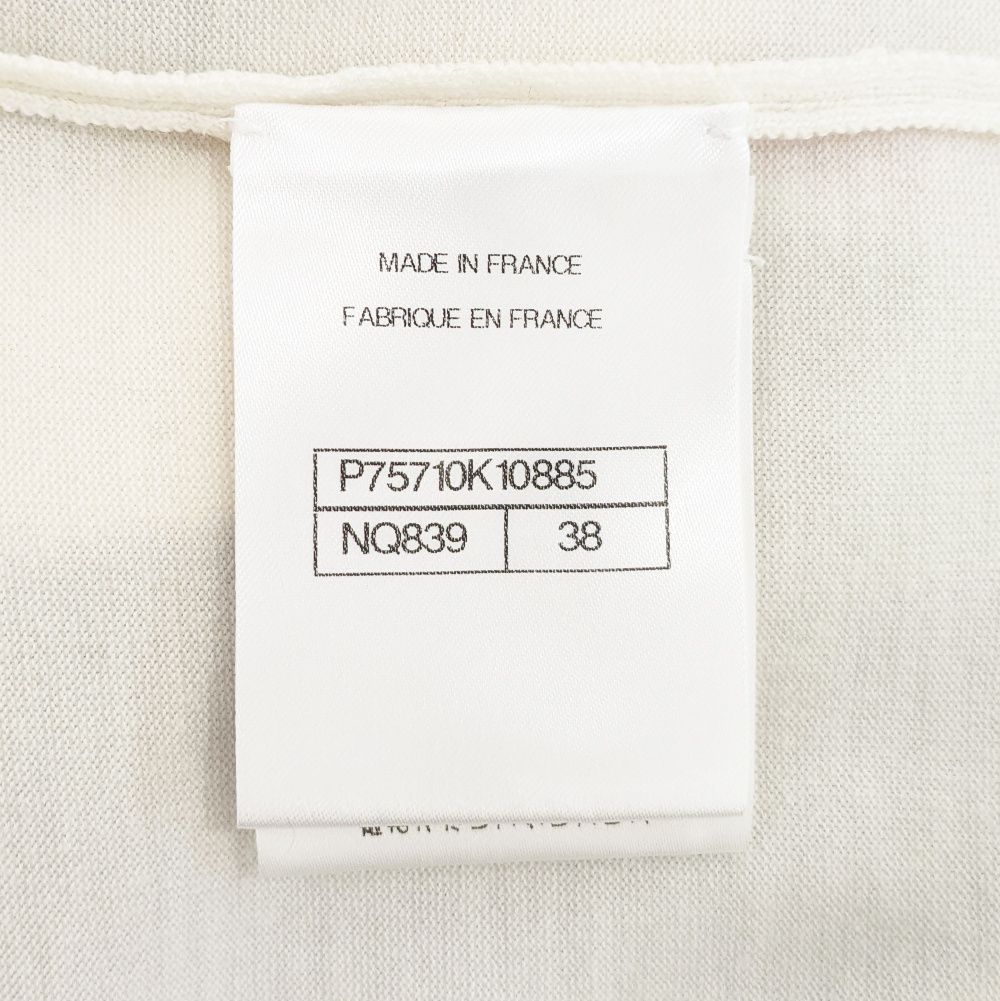 MADE IN FRANCE
FABRIQUE EN FRANCE
P75710K10885
NQ839 38